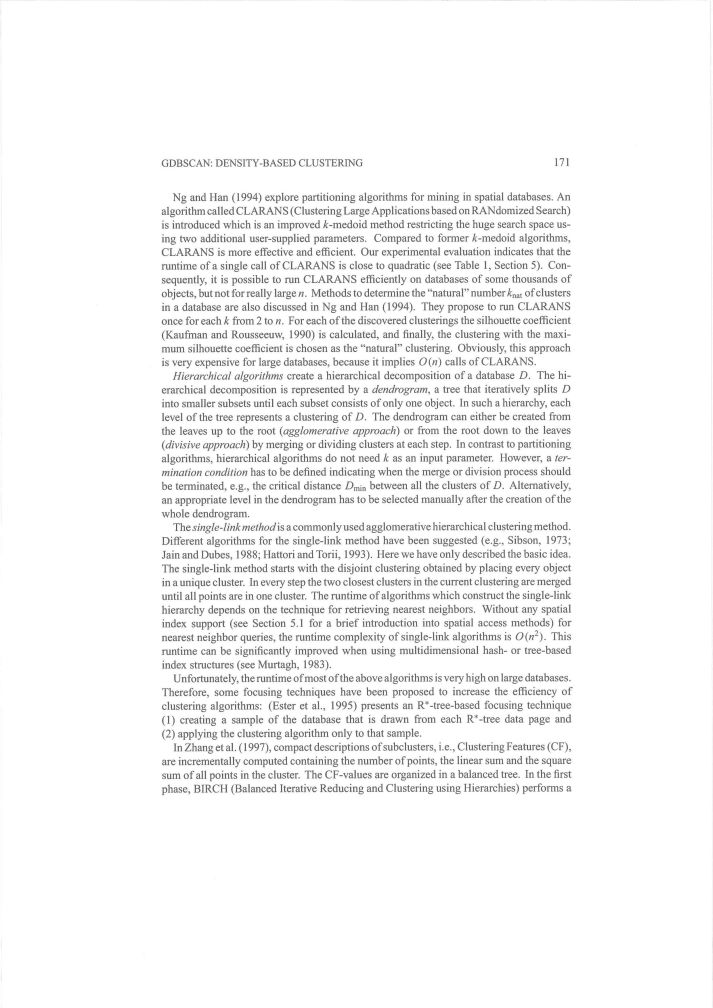 GDBSCAN: DENSITY-BASED CLUSTERING 171
Ng and Han (1994) explore partitioning algorithms for mining in spatial databases. An
algorithm called CLARANS (Clustering Large Applications based on RANdomized Search)
is introduced which is an improved k-medoid method restricting the huge search space us-
ing two additional user-supplied parameters. Compared to former k-medoid algorithms,
CLARANS is more effective and efficient. Our experimental evaluation indicates that the
runtime of a single call of CLARANS is close to quadratic (see Table 1, Section 5). Con-
sequently, it is possible to run CLARANS efficiently on databases of some thousands of
objects, but not for really large n. Methods to determine the “natural” number k_nat of clusters
in a database are also discussed in Ng and Han (1994). They propose to run CLARANS
once for each k from 2 to n. For each of the discovered clusterings the silhouette coefficient
(Kaufman and Rousseeuw, 1990) is calculated, and finally, the clustering with the maxi-
mum silhouette coefficient is chosen as the “natural” clustering. Obviously, this approach
is very expensive for large databases, because it implies O(n) calls of CLARANS.
Hierarchical algorithms create a hierarchical decomposition of a database D. The hi-
erarchical decomposition is represented by a dendrogram, a tree that iteratively splits D
into smaller subsets until each subset consists of only one object. In such a hierarchy, each
level of the tree represents a clustering of D. The dendrogram can either be created from
the leaves up to the root (agglomerative approach) or from the root down to the leaves
(divisive approach) by merging or dividing clusters at each step. In contrast to partitioning
algorithms, hierarchical algorithms do not need k as an input parameter. However, a ter-
mination condition has to be defined indicating when the merge or division process should
be terminated, e.g., the critical distance D_min between all the clusters of D. Alternatively,
an appropriate level in the dendrogram has to be selected manually after the creation of the
whole dendrogram.
The single-link method is a commonly used agglomerative hierarchical clustering method.
Different algorithms for the single-link method have been suggested (e.g., Sibson, 1973;
Jain and Dubes, 1988; Hattori and Torii, 1993). Here we have only described the basic idea.
The single-link method starts with the disjoint clustering obtained by placing every object
in a unique cluster. In every step the two closest clusters in the current clustering are merged
until all points are in one cluster. The runtime of algorithms which construct the single-link
hierarchy depends on the technique for retrieving nearest neighbors. Without any spatial
index support (see Section 5.1 for a brief introduction into spatial access methods) for
nearest neighbor queries, the runtime complexity of single-link algorithms is O(n²). This
runtime can be significantly improved when using multidimensional hash- or tree-based
index structures (see Murtagh, 1983).
Unfortunately, the runtime of most of the above algorithms is very high on large databases.
Therefore, some focusing techniques have been proposed to increase the efficiency of
clustering algorithms: (Ester et al., 1995) presents an R*-tree-based focusing technique
(1) creating a sample of the database that is drawn from each R*-tree data page and
(2) applying the clustering algorithm only to that sample.
In Zhang et al. (1997), compact descriptions of subclusters, i.e., Clustering Features (CF),
are incrementally computed containing the number of points, the linear sum and the square
sum of all points in the cluster. The CF-values are organized in a balanced tree. In the first
phase, BIRCH (Balanced Iterative Reducing and Clustering using Hierarchies) performs a